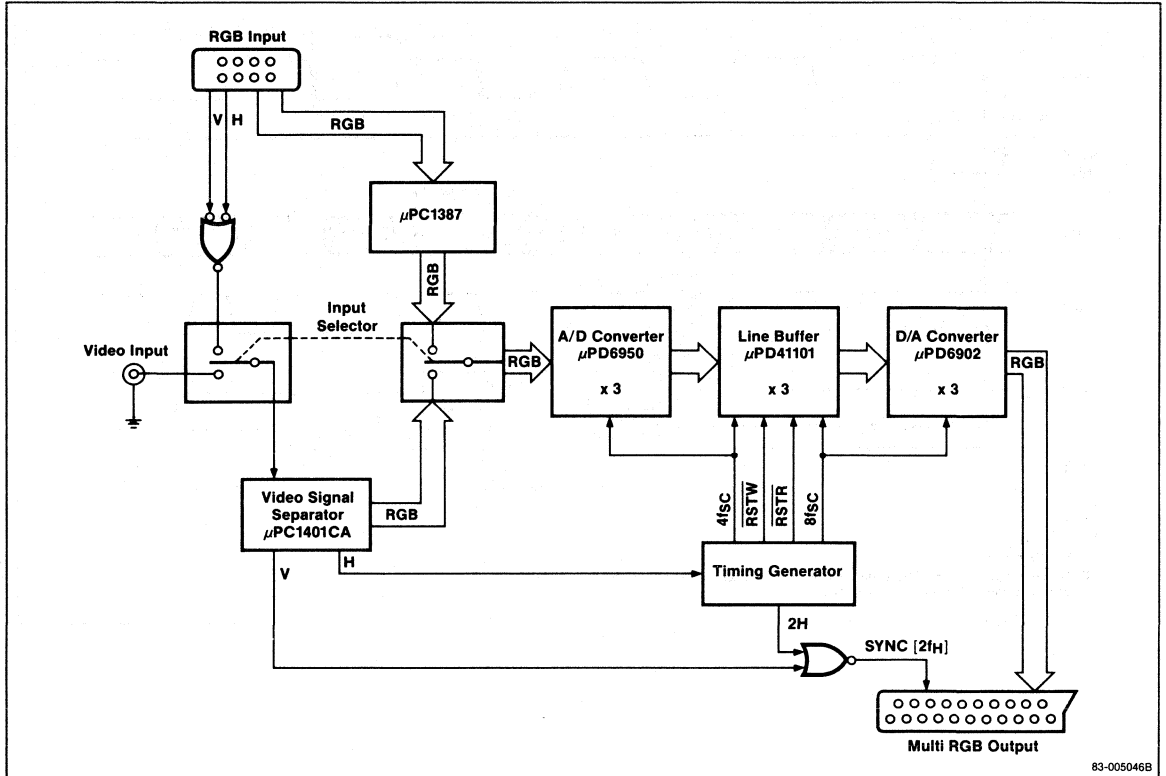 RGB Input
V H
RGB
μPC1387
RGB
Input
Selector
Video Input
RGB
A/D Converter
μPD6950
x 3
Line Buffer
μPD41101
x 3
D/A Converter
μPD6902
x 3
RGB
Video Signal
Separator
μPC1401CA
RGB
4fSC
RSTW
RSTR
8fSC
V
H
Timing Generator
2H
SYNC [2fH]
Multi RGB Output
83-005046B